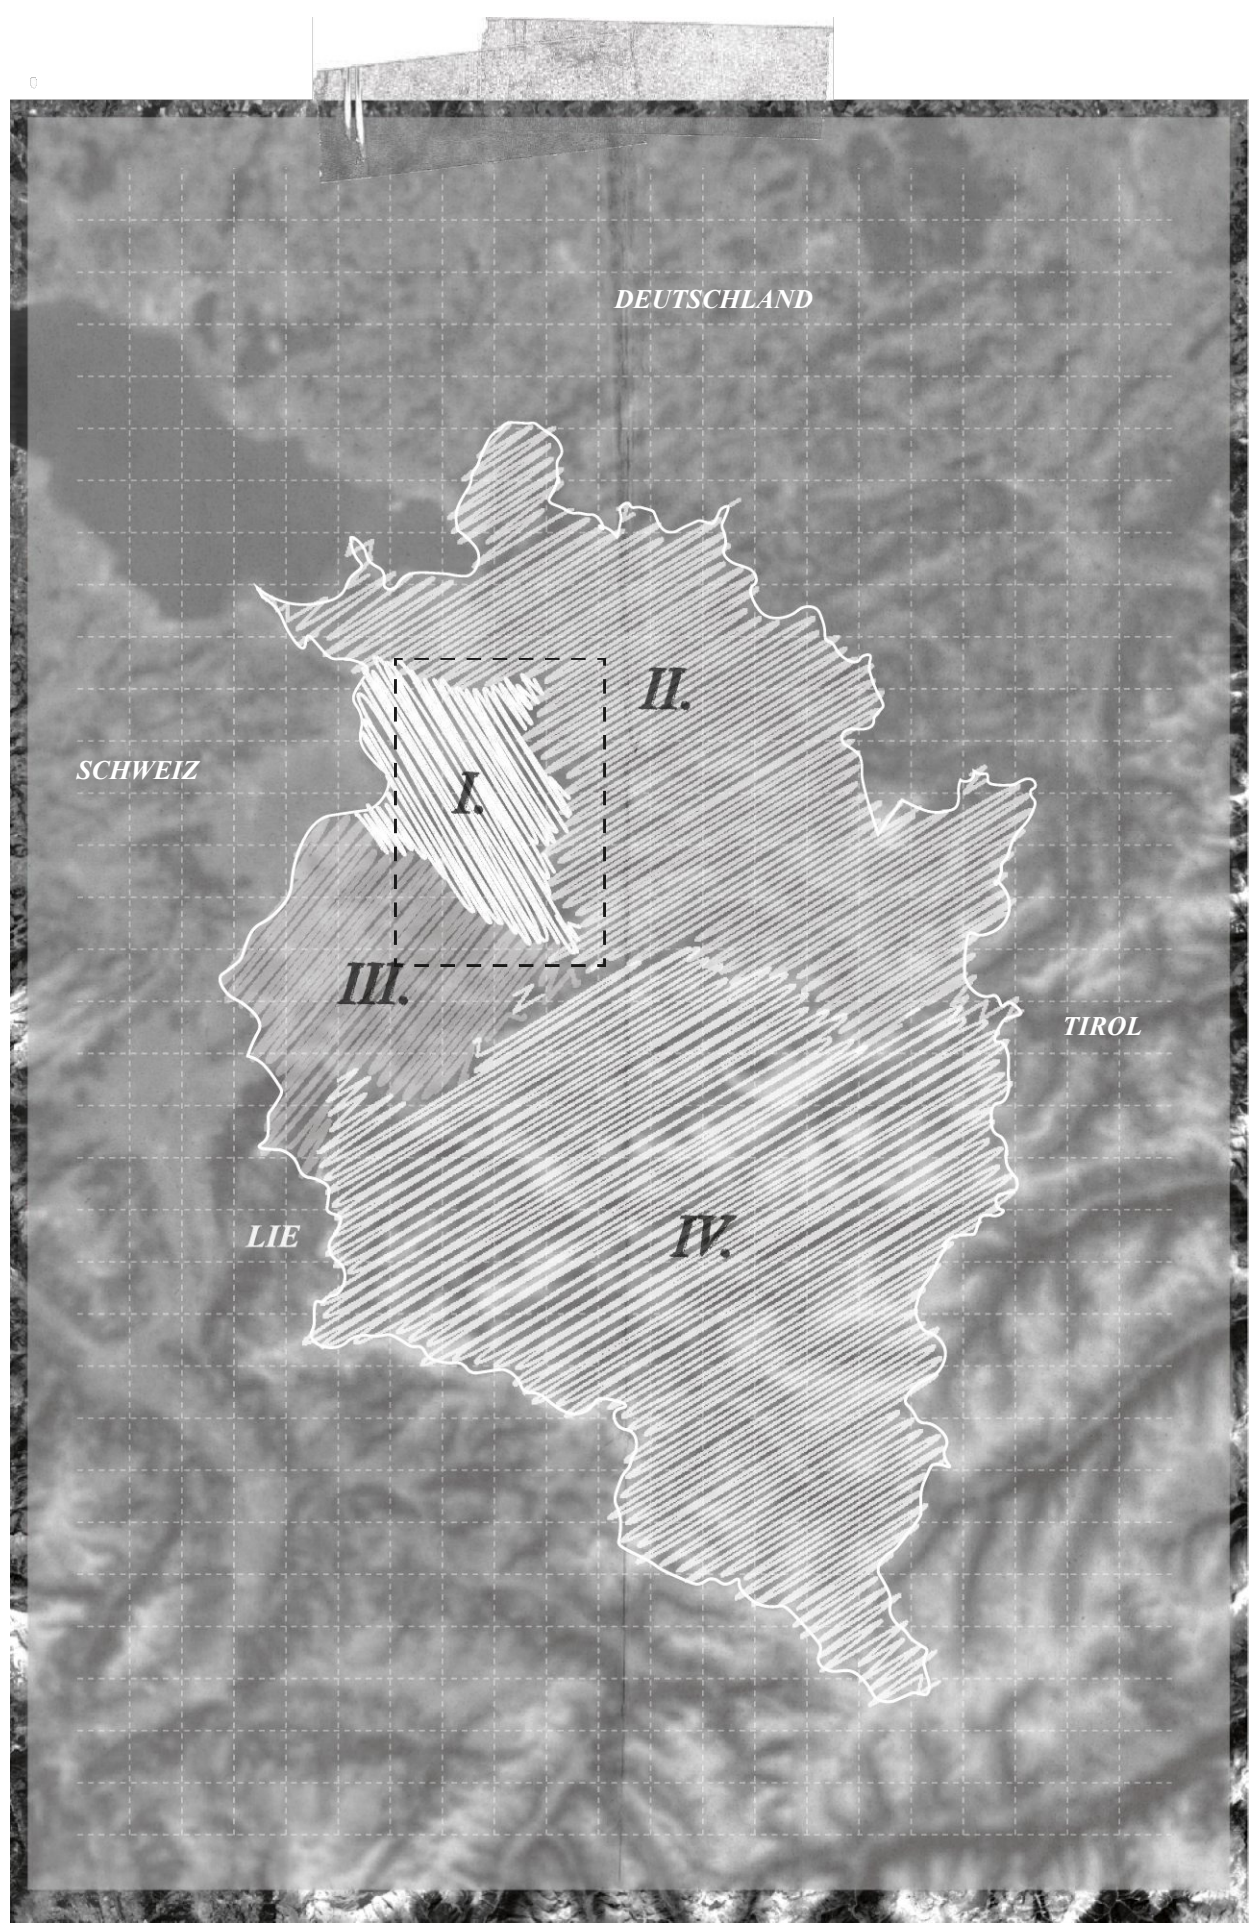 DEUTSCHLAND
II.
SCHWEIZ
I.
III.
TIROL
IV.
LIE